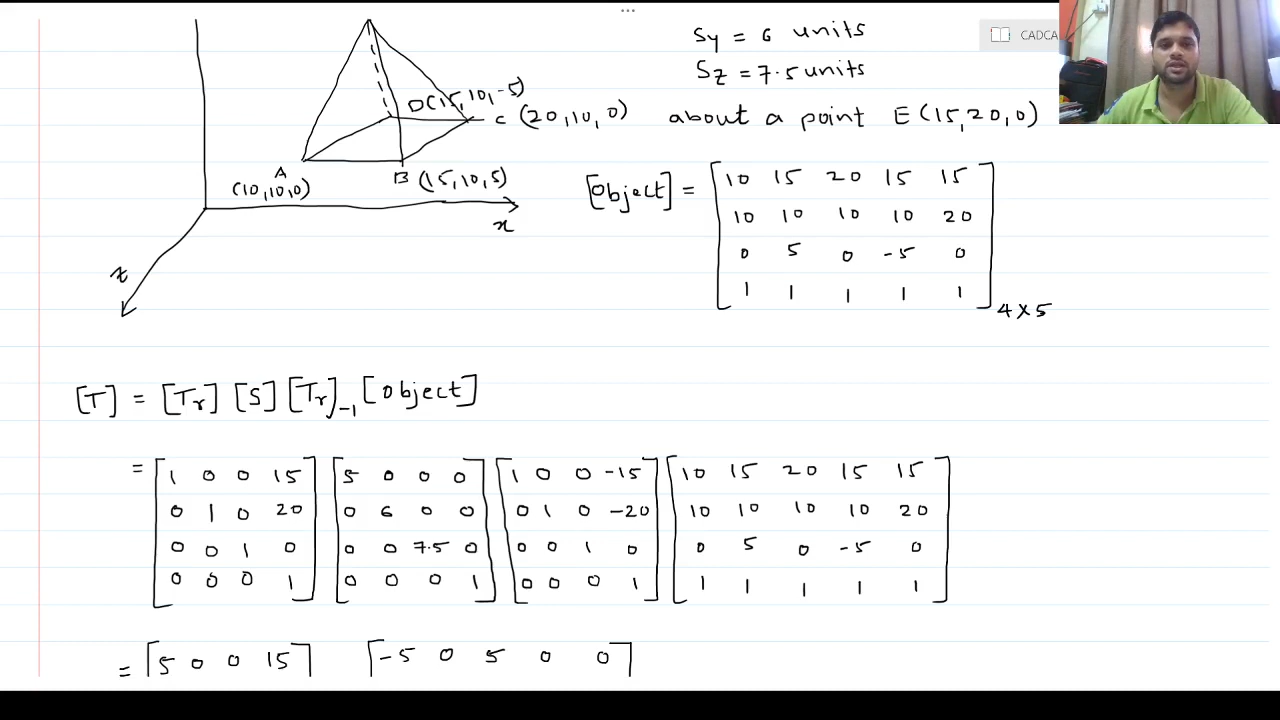 ...
Sy = 6 units
CADCA
Sz = 7.5 units
D(15,10,-5)
C (20,10,0)
about a point E(15,20,0)
A
(10,10,0)
B (15,10,5)
x
z
[Object] =
10 15 20 15 15
10 10 10 10 20
0 5 0 -5 0
1 1 1 1 1
4 x 5
[T] = [Tr] [S] [Tr]-1 [Object]
=
1 0 0 15
0 1 0 20
0 0 1 0
0 0 0 1
5 0 0 0
0 6 0 0
0 0 7.5 0
0 0 0 1
1 0 0 -15
0 1 0 -20
0 0 1 0
0 0 0 1
10 15 20 15 15
10 10 10 10 20
0 5 0 -5 0
1 1 1 1 1
=
5 0 0 15
-5 0 5 0 0